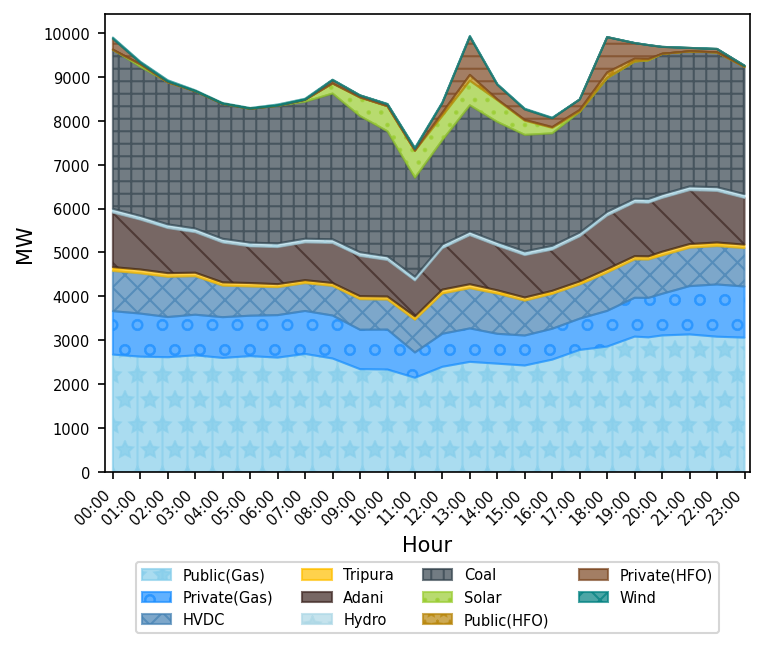 10000
9000
8000
7000
6000
5000
4000
3000
2000
1000
0
MW
00:00
01:00
02:00
03:00
04:00
05:00
06:00
07:00
08:00
09:00
10:00
11:00
12:00
13:00
14:00
15:00
16:00
17:00
18:00
19:00
20:00
21:00
22:00
23:00
Hour
Public(Gas)
Private(Gas)
HVDC
Tripura
Adani
Hydro
Coal
Solar
Public(HFO)
Private(HFO)
Wind